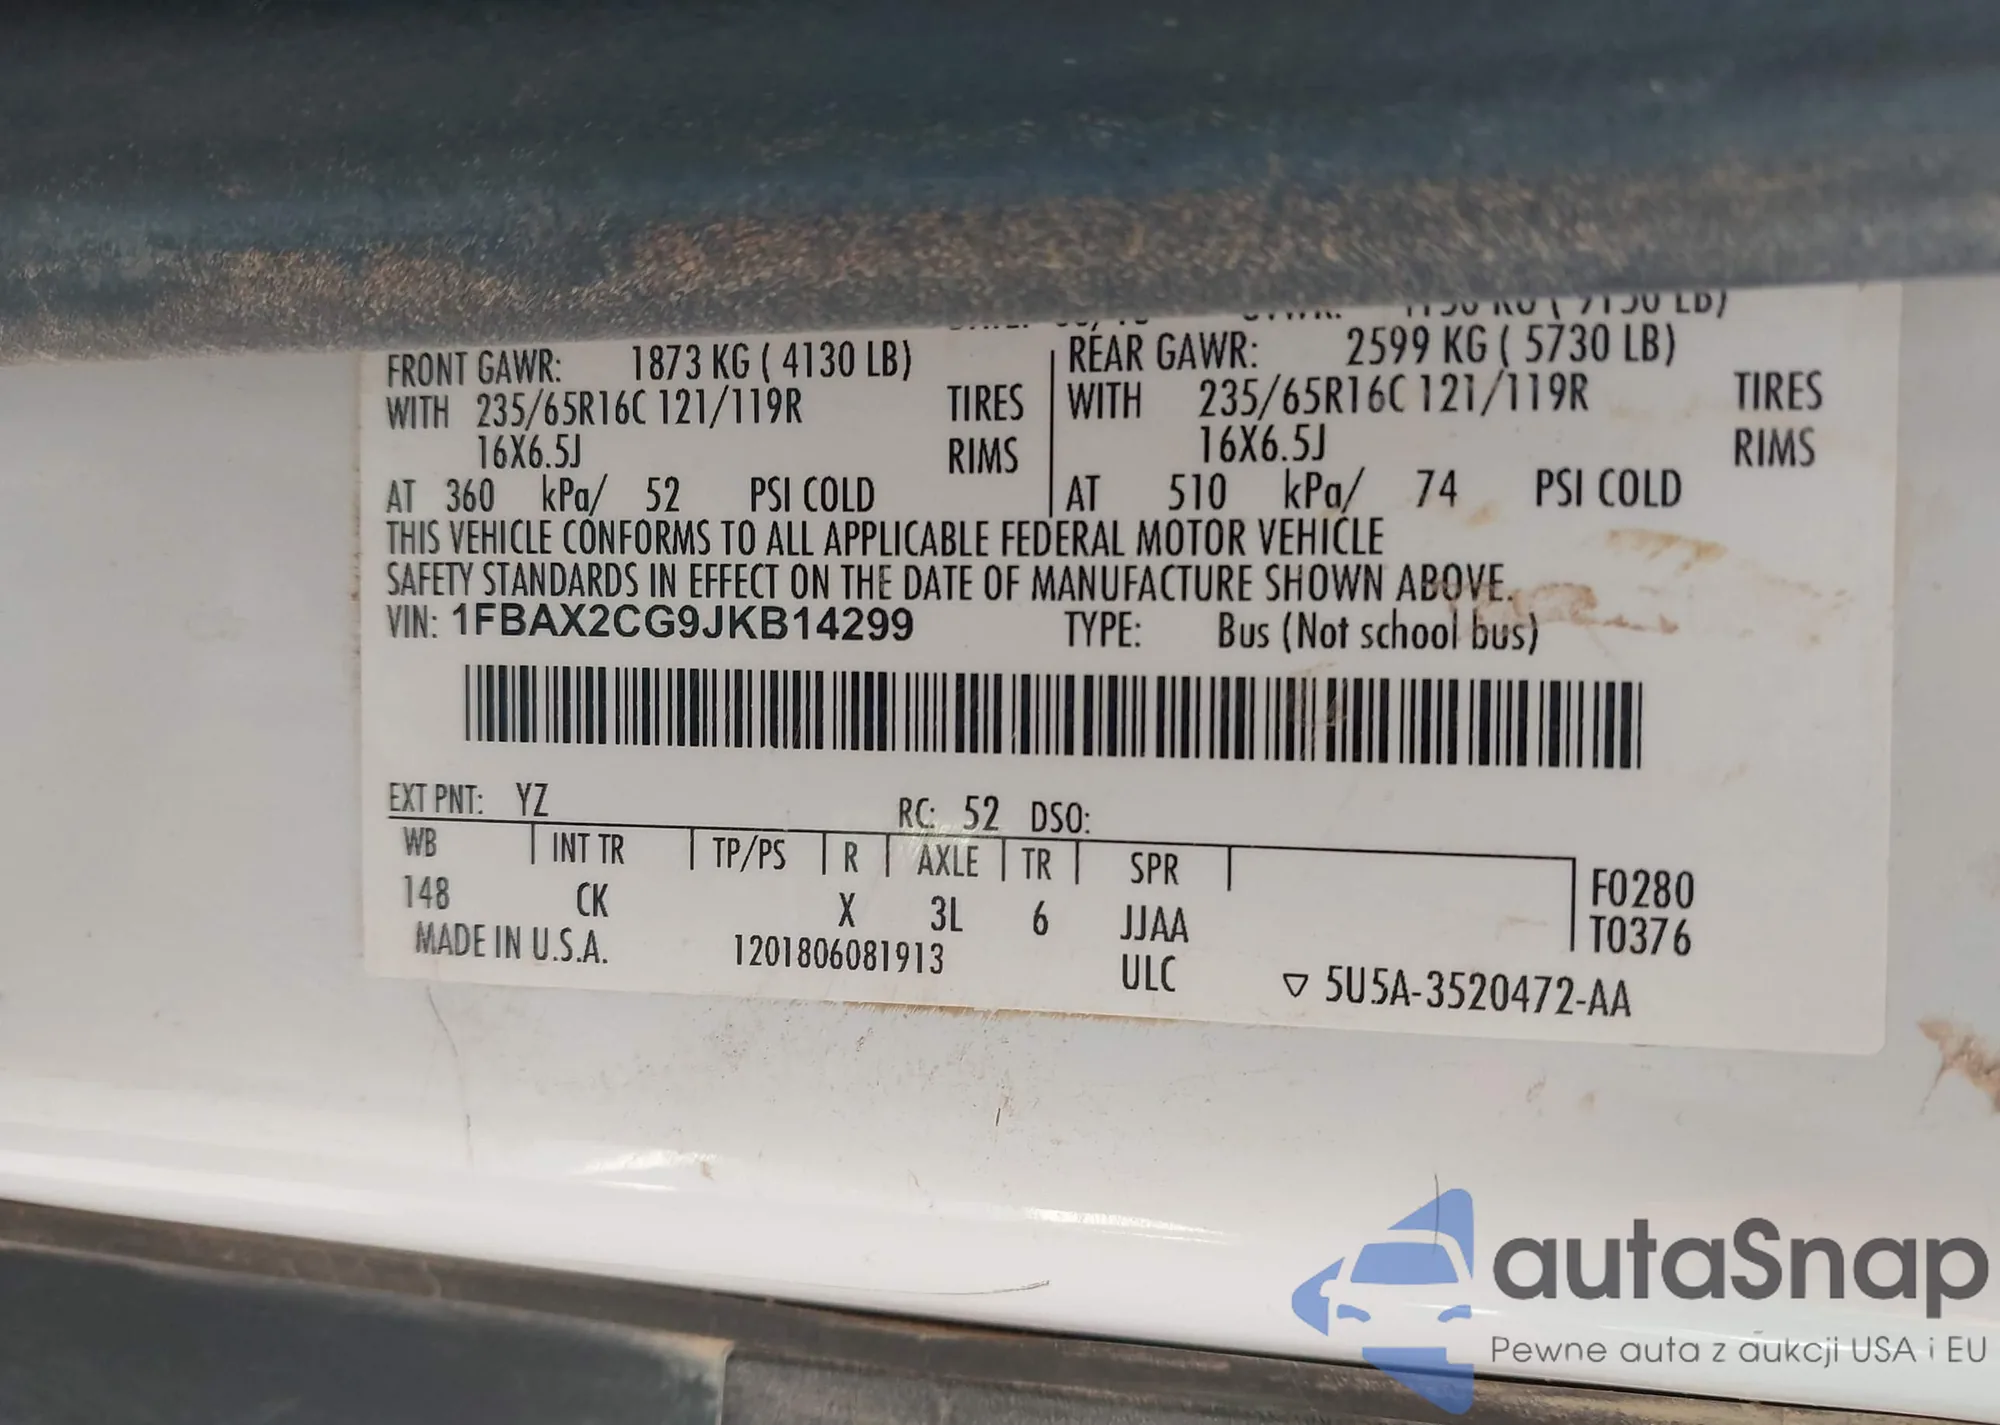 FRONT GAWR: 1873 KG ( 4130 LB) REAR GAWR: 2599 KG ( 5730 LB)
WITH 235/65R16C 121/119R TIRES WITH 235/65R16C 121/119R TIRES
16X6.5J RIMS 16X6.5J RIMS
AT 360 kPa/ 52 PSI COLD AT 510 kPa/ 74 PSI COLD
THIS VEHICLE CONFORMS TO ALL APPLICABLE FEDERAL MOTOR VEHICLE
SAFETY STANDARDS IN EFFECT ON THE DATE OF MANUFACTURE SHOWN ABOVE.
VIN: 1FBAX2CG9JKB14299 TYPE: Bus (Not school bus)
EXT PNT: YZ RC: 52 DSO:
WB INT TR TP/PS R AXLE TR SPR
148 CK X 3L 6 JJAA F0280
T0376
MADE IN U.S.A. 1201806081913 ULC ▽ 5U5A-3520472-AA
autaSnap
Pewne auta z aukcji USA i EU